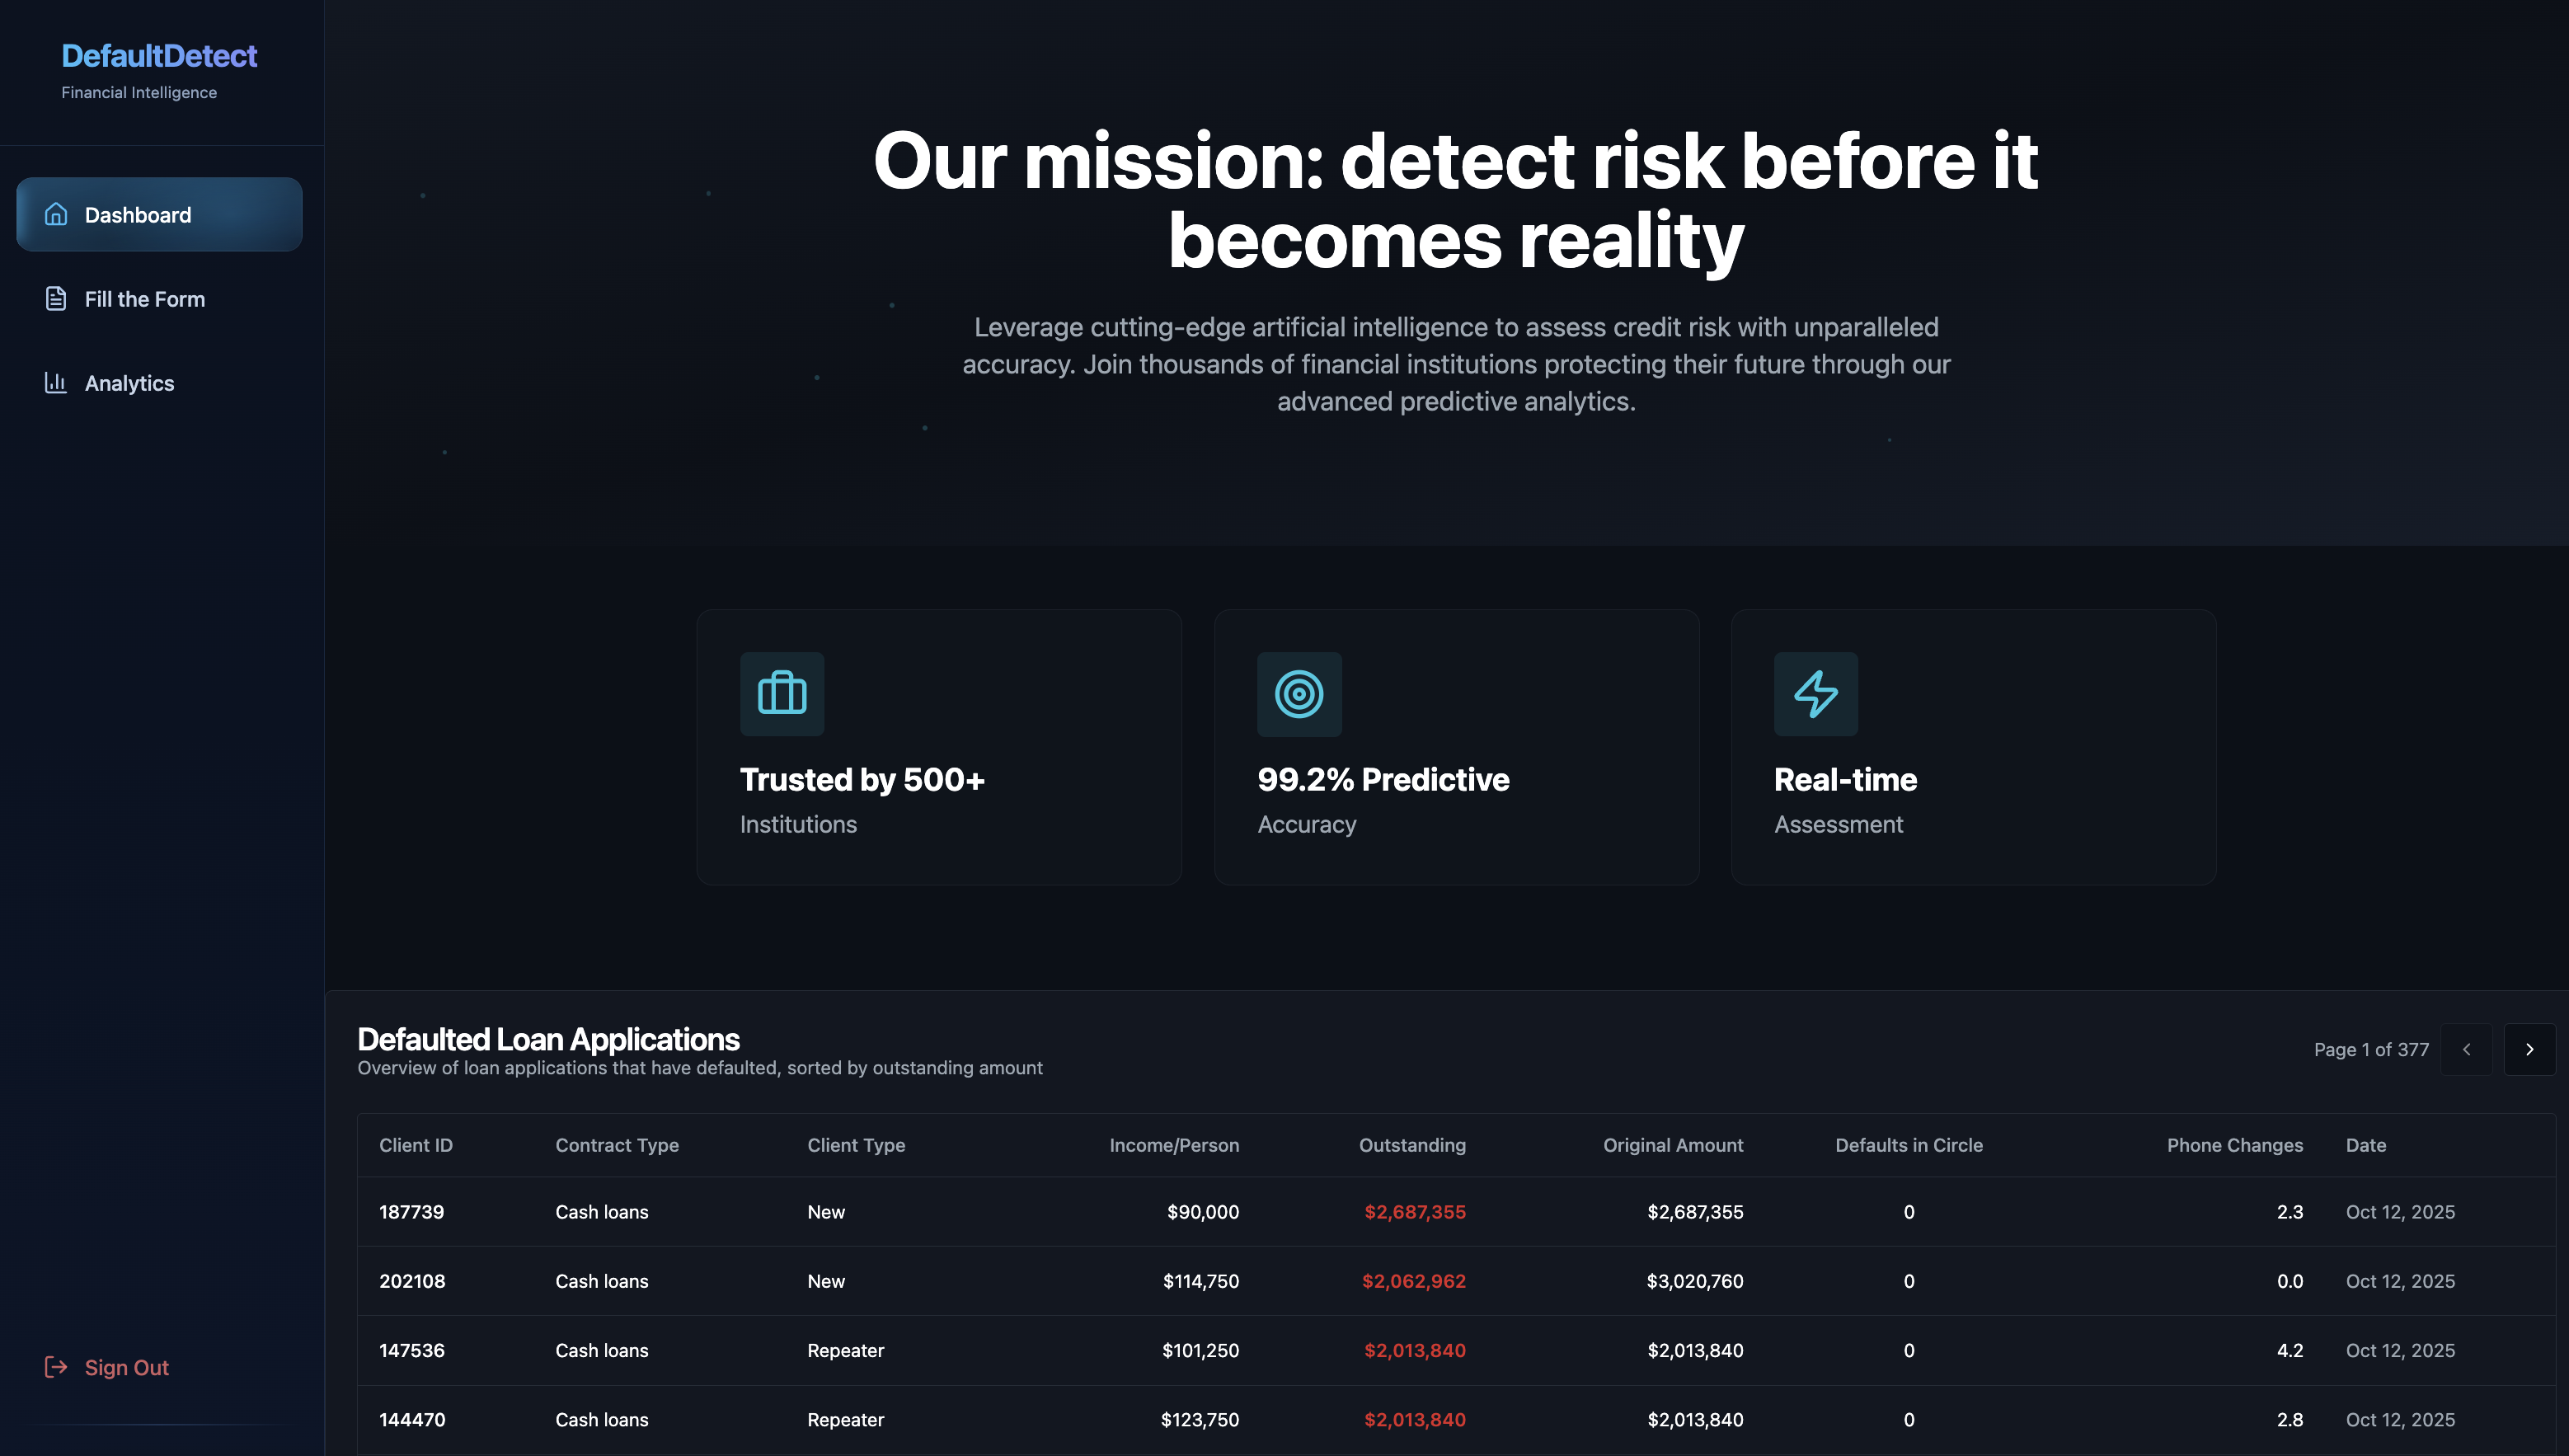 DefaultDetect
Financial Intelligence
Dashboard
Fill the Form
Analytics
Sign Out
Our mission: detect risk before it
becomes reality
Leverage cutting-edge artificial intelligence to assess credit risk with unparalleled
accuracy. Join thousands of financial institutions protecting their future through our
advanced predictive analytics.
Trusted by 500+
Institutions
99.2% Predictive
Accuracy
Real-time
Assessment
Defaulted Loan Applications
Overview of loan applications that have defaulted, sorted by outstanding amount
Page 1 of 377
Client ID Contract Type Client Type Income/Person Outstanding Original Amount Defaults in Circle Phone Changes Date
187739 Cash loans New $90,000 $2,687,355 $2,687,355 0 2.3 Oct 12, 2025
202108 Cash loans New $114,750 $2,062,962 $3,020,760 0 0.0 Oct 12, 2025
147536 Cash loans Repeater $101,250 $2,013,840 $2,013,840 0 4.2 Oct 12, 2025
144470 Cash loans Repeater $123,750 $2,013,840 $2,013,840 0 2.8 Oct 12, 2025